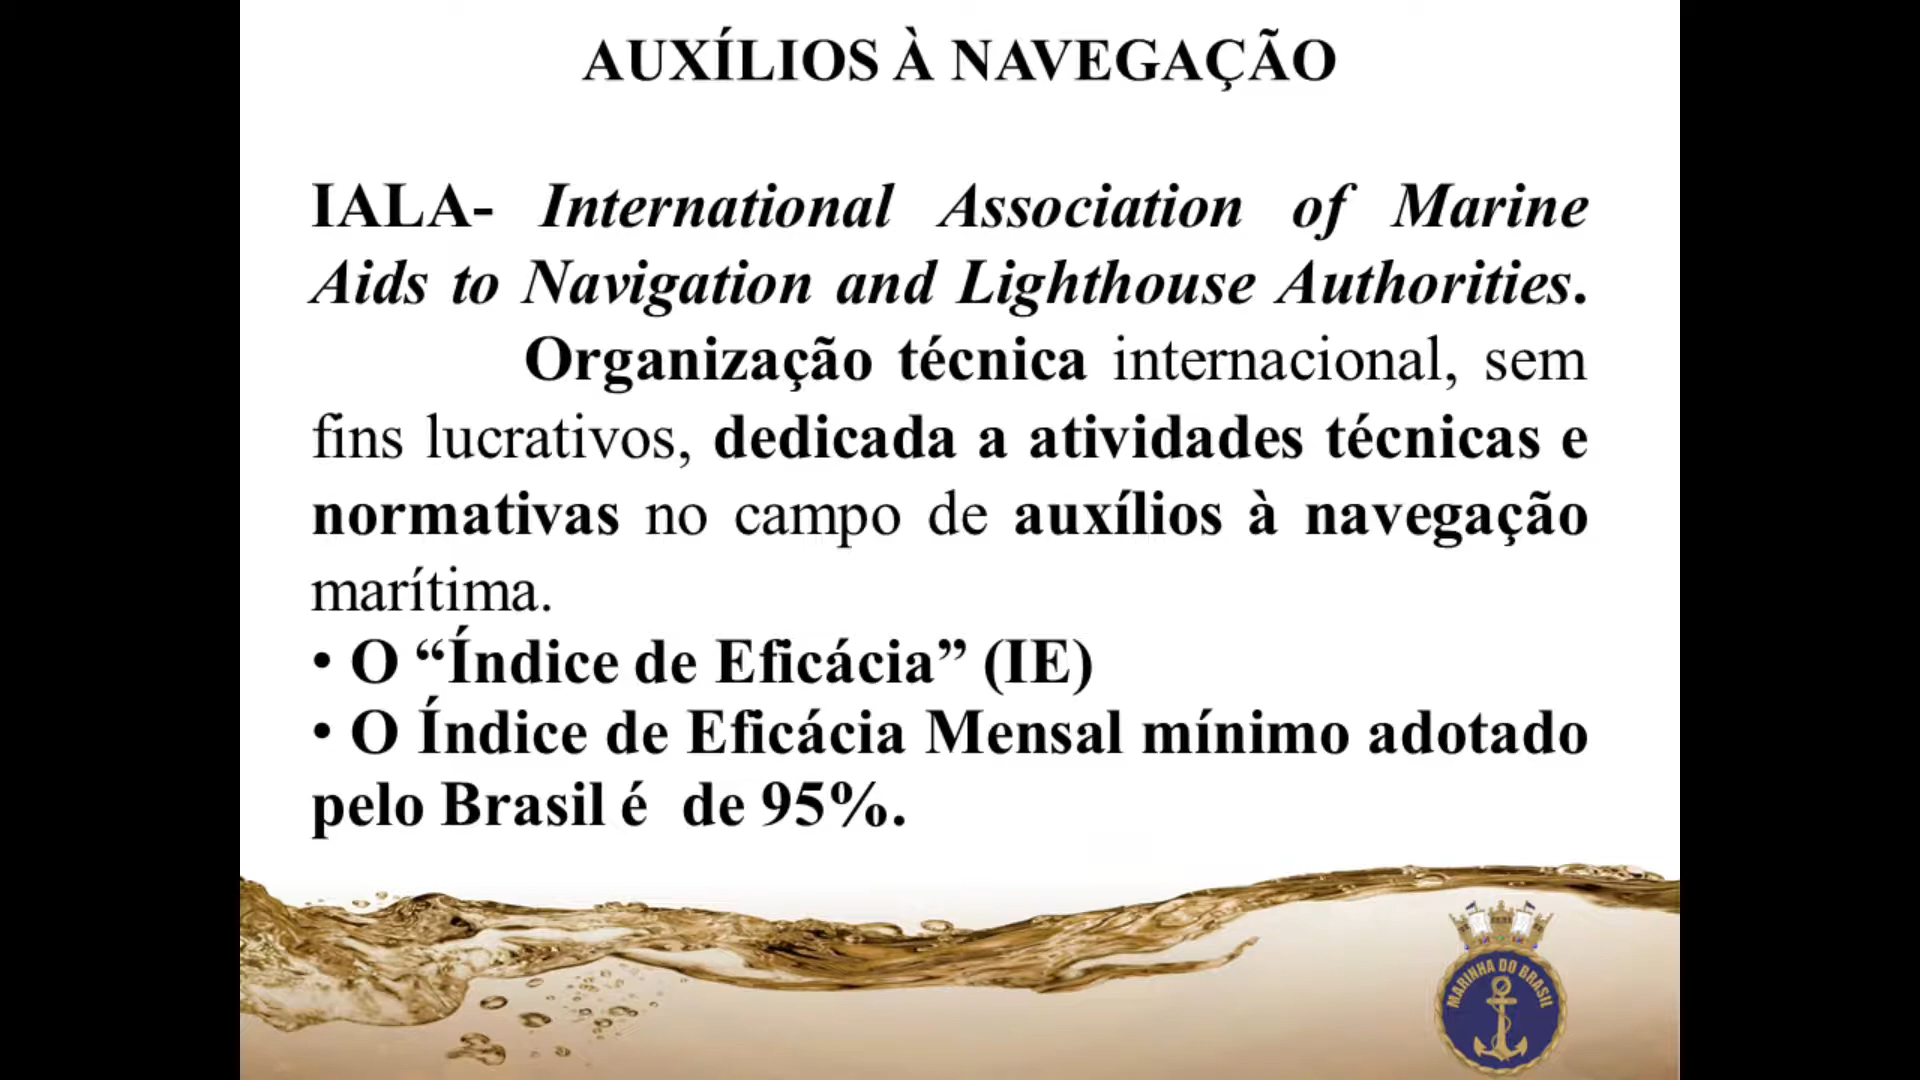 AUXÍLIOS À NAVEGAÇÃO
IALA- International Association of Marine
Aids to Navigation and Lighthouse Authorities.
Organização técnica internacional, sem
fins lucrativos, dedicada a atividades técnicas e
normativas no campo de auxílios à navegação
marítima.
• O “Índice de Eficácia” (IE)
• O Índice de Eficácia Mensal mínimo adotado
pelo Brasil é de 95%.
MARINHA DO BRASIL